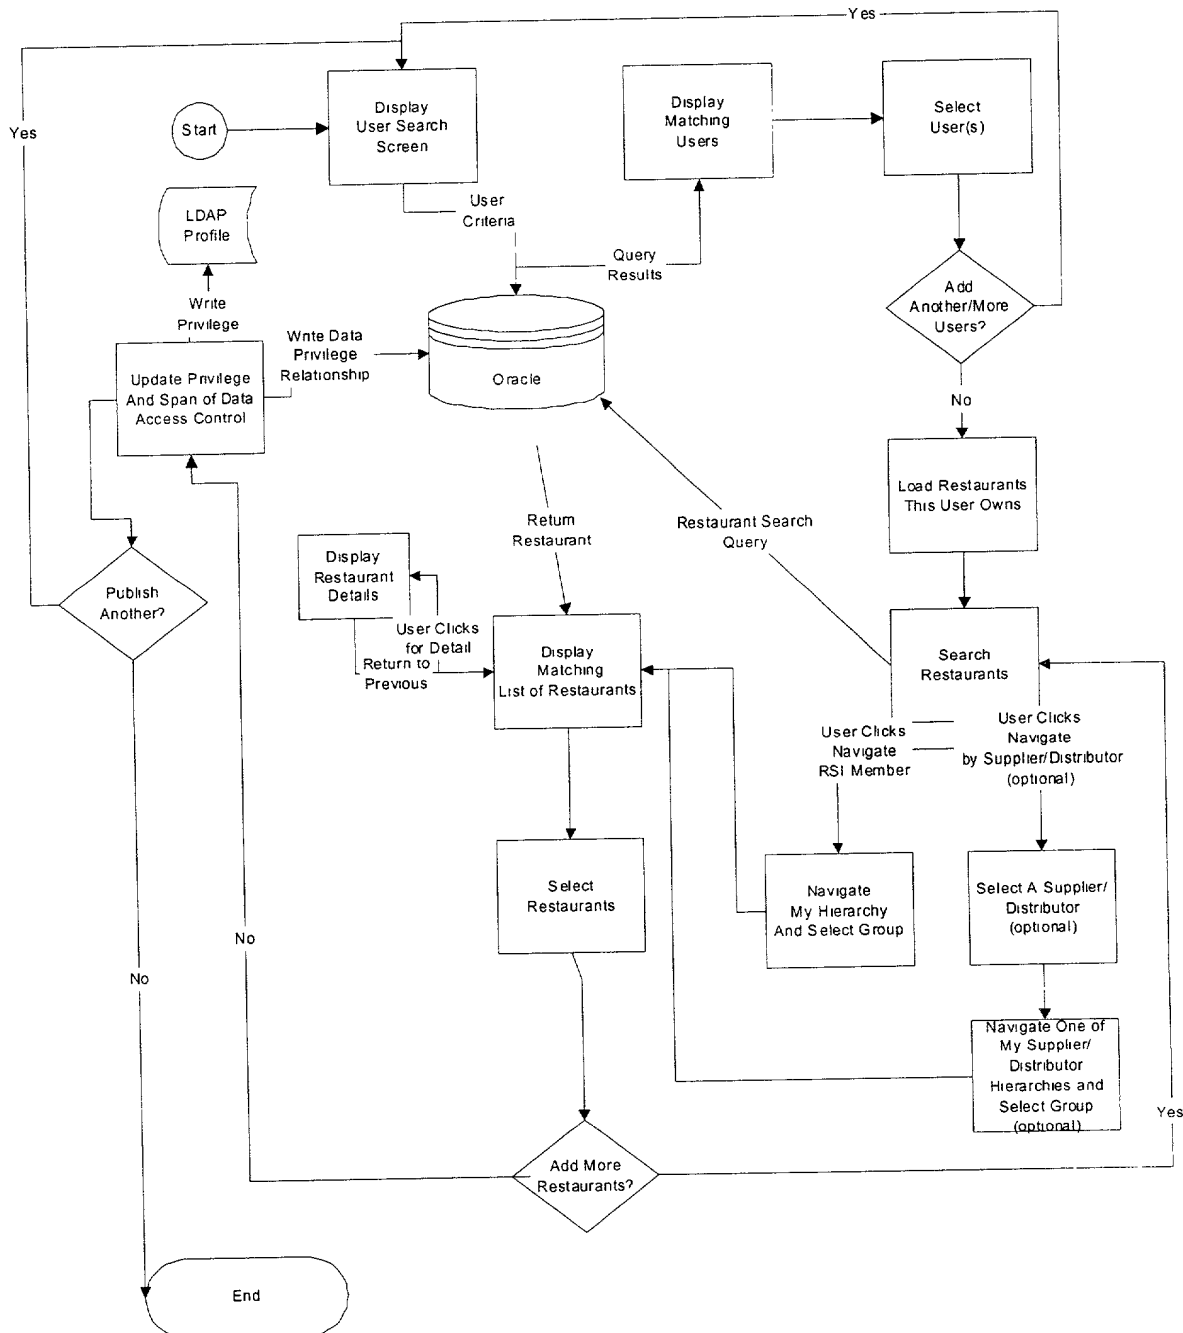 Yes
Yes
Start
Display
User Search
Screen
Display
Matching
Users
Select
User(s)
LDAP
Profile
User
Criteria
Query
Results
Add
Another/More
Users?
Write
Privilege
Write Data
Privilege
Relationship
Oracle
Update Privilege
And Span of Data
Access Control
No
Load Restaurants
This User Owns
Return
Restaurant
Restaurant Search
Query
Display
Restaurant
Details
Publish
Another?
User Clicks
for Detail
Return to
Previous
Display
Matching
List of Restaurants
Search
Restaurants
User Clicks
Navigate
RSI Member
User Clicks
Navigate
by Supplier/Distributor
(optional)
Select
Restaurants
Navigate
My Hierarchy
And Select Group
Select A Supplier/
Distributor
(optional)
No
No
Navigate One of
My Supplier/
Distributor
Hierarchies and
Select Group
(optional)
Yes
Add More
Restaurants?
End